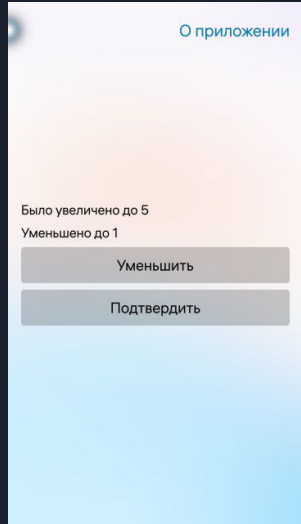 О приложении
Было увеличено до 5
Уменьшено до 1
Уменьшить
Подтвердить